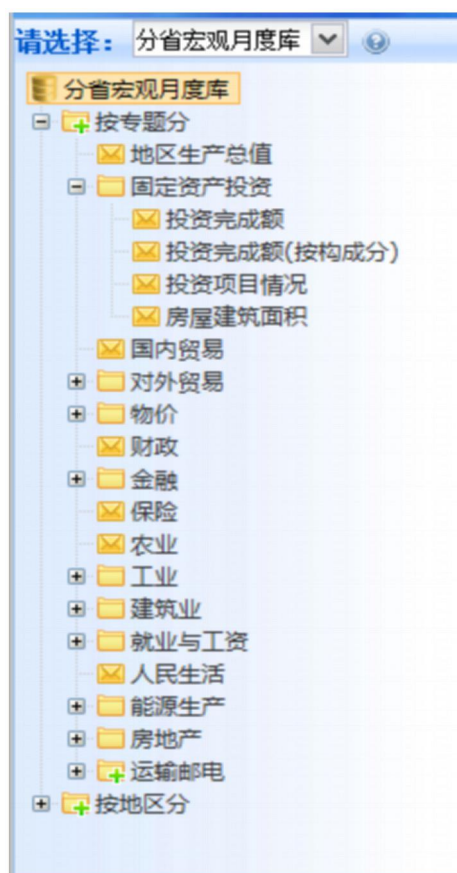 请选择： 分省宏观月度库
分省宏观月度库
按专题分
地区生产总值
固定资产投资
投资完成额
投资完成额(按构成分)
投资项目情况
房屋建筑面积
国内贸易
对外贸易
物价
财政
金融
保险
农业
工业
建筑业
就业与工资
人民生活
能源生产
房地产
运输邮电
按地区分